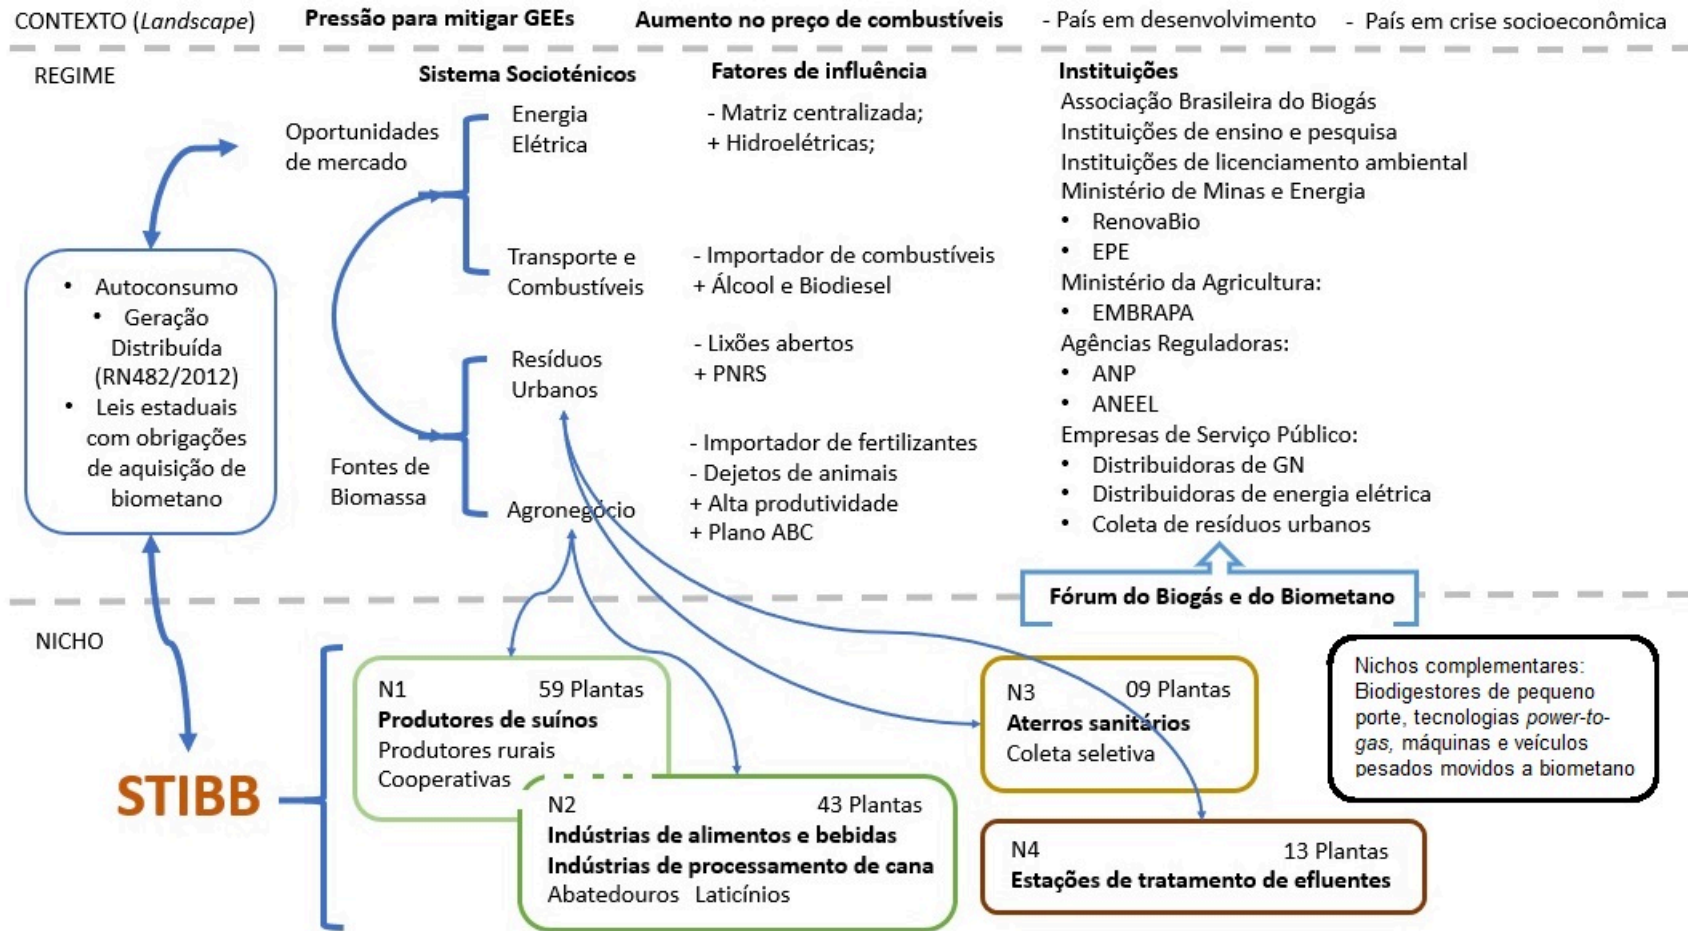 CONTEXTO (Landscape)
Pressão para mitigar GEEs
Aumento no preço de combustíveis
- País em desenvolvimento
- País em crise socioeconômica
REGIME
Oportunidades
de mercado
Fontes de
Biomassa
• Autoconsumo
• Geração
Distribuída
(RN482/2012)
• Leis estaduais
com obrigações
de aquisição de
biometano
Sistema Socioténicos
Energia
Elétrica
Transporte e
Combustíveis
Resíduos
Urbanos
Agronegócio
Fatores de influência
- Matriz centralizada;
+ Hidroelétricas;
- Importador de combustíveis
+ Álcool e Biodiesel
- Lixões abertos
+ PNRS
- Importador de fertilizantes
- Dejetos de animais
+ Alta produtividade
+ Plano ABC
Instituições
Associação Brasileira do Biogás
Instituições de ensino e pesquisa
Instituições de licenciamento ambiental
Ministério de Minas e Energia
• RenovaBio
• EPE
Ministério da Agricultura:
• EMBRAPA
Agências Reguladoras:
• ANP
• ANEEL
Empresas de Serviço Público:
• Distribuidoras de GN
• Distribuidoras de energia elétrica
• Coleta de resíduos urbanos
Fórum do Biogás e do Biometano
NICHO
STIBB
N1 59 Plantas
Produtores de suínos
Produtores rurais
Cooperativas
N2 43 Plantas
Indústrias de alimentos e bebidas
Indústrias de processamento de cana
Abatedouros Laticínios
N3 09 Plantas
Aterros sanitários
Coleta seletiva
N4 13 Plantas
Estações de tratamento de efluentes
Nichos complementares:
Biodigestores de pequeno
porte, tecnologias power-to-
gas, máquinas e veículos
pesados movidos a biometano